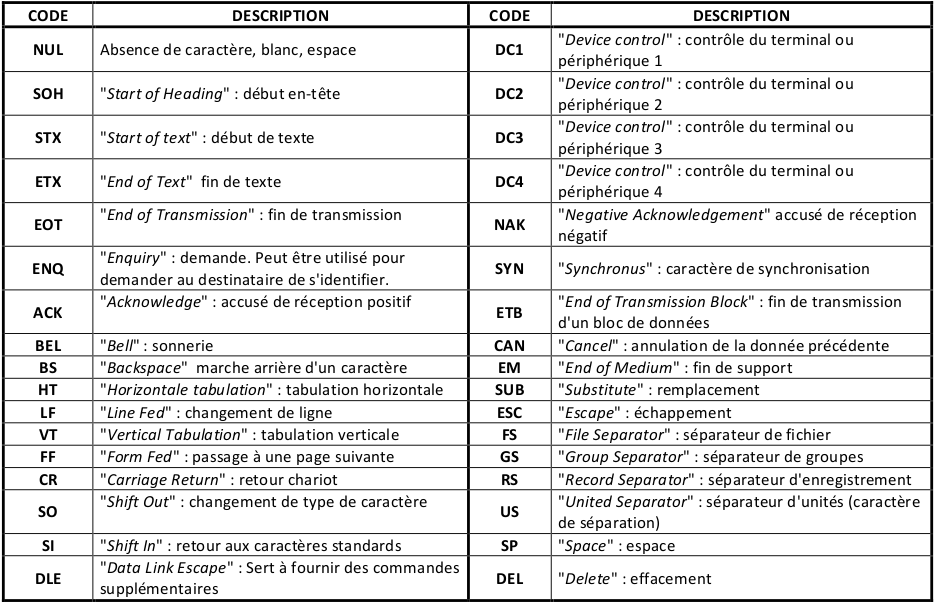 CODE DESCRIPTION CODE DESCRIPTION
NUL Absence de caractère, blanc, espace DC1 "Device control" : contrôle du terminal ou
périphérique 1
SOH "Start of Heading" : début en-tête DC2 "Device control" : contrôle du terminal ou
périphérique 2
STX "Start of text" : début de texte DC3 "Device control" : contrôle du terminal ou
périphérique 3
ETX "End of Text" fin de texte DC4 "Device control" : contrôle du terminal ou
périphérique 4
EOT "End of Transmission" : fin de transmission NAK "Negative Acknowledgement" accusé de réception
négatif
ENQ "Enquiry" : demande. Peut être utilisé pour
demander au destinataire de s'identifier. SYN "Synchronus" : caractère de synchronisation
ACK "Acknowledge" : accusé de réception positif ETB "End of Transmission Block" : fin de transmission
d'un bloc de données
BEL "Bell" : sonnerie CAN "Cancel" : annulation de la donnée précédente
BS "Backspace" marche arrière d'un caractère EM "End of Medium" : fin de support
HT "Horizontale tabulation" : tabulation horizontale SUB "Substitute" : remplacement
LF "Line Fed" : changement de ligne ESC "Escape" : échappement
VT "Vertical Tabulation" : tabulation verticale FS "File Separator" : séparateur de fichier
FF "Form Fed" : passage à une page suivante GS "Group Separator" : séparateur de groupes
CR "Carriage Return" : retour chariot RS "Record Separator" : séparateur d'enregistrement
SO "Shift Out" : changement de type de caractère US "United Separator" : séparateur d'unités (caractère
de séparation)
SI "Shift In" : retour aux caractères standards SP "Space" : espace
DLE "Data Link Escape" : Sert à fournir des commandes
supplémentaires DEL "Delete" : effacement